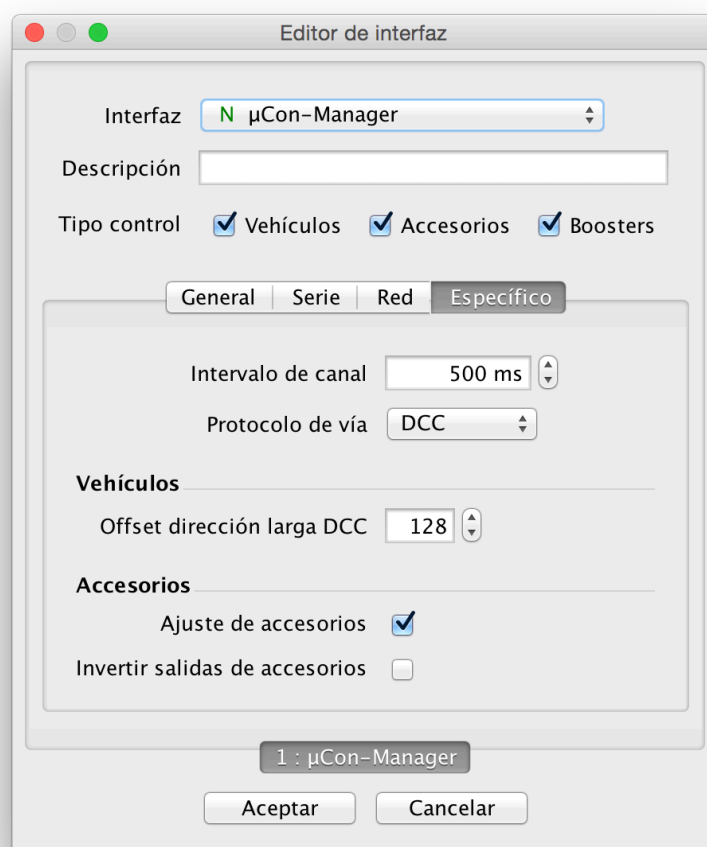 Editor de interfaz
Interfaz N µCon-Manager
Descripción
Tipo control Vehículos Accesorios Boosters
General Serie Red Específico
Intervalo de canal 500 ms
Protocolo de vía DCC
Vehículos
Offset dirección larga DCC 128
Accesorios
Ajuste de accesorios
Invertir salidas de accesorios
1 : µCon-Manager
Aceptar Cancelar